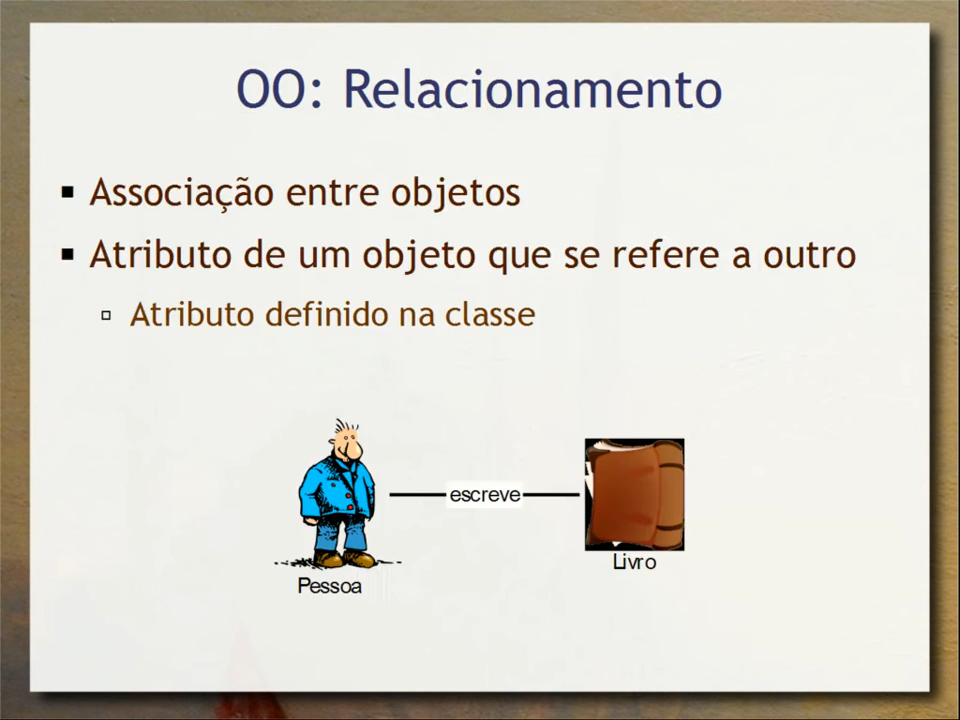 OO: Relacionamento
Associação entre objetos
Atributo de um objeto que se refere a outro
Atributo definido na classe
escreve
Livro
Pessoa